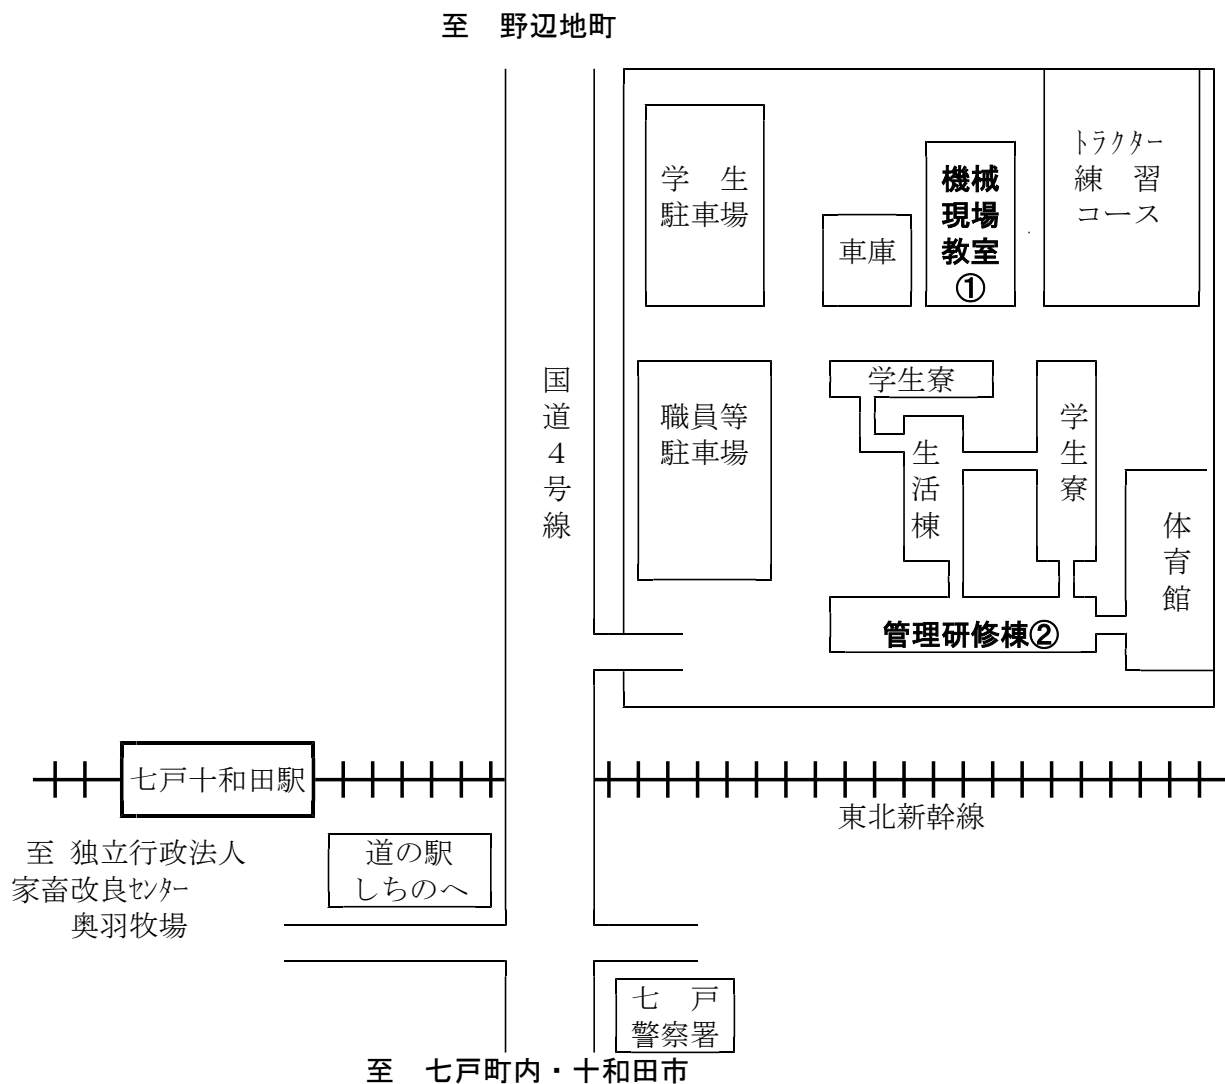 至　野辺地町
学　生
駐車場
車庫
機械
現場
教室
①
ﾄﾗｸﾀｰ
練　習
コース
国道４号線
職員等
駐車場
学生寮
生活棟
学生寮
体育館
管理研修棟②
七戸十和田駅
東北新幹線
至 独立行政法人
家畜改良ｾﾝﾀｰ
奥羽牧場
道の駅
しちのへ
七　戸
警察署
至　七戸町内・十和田市